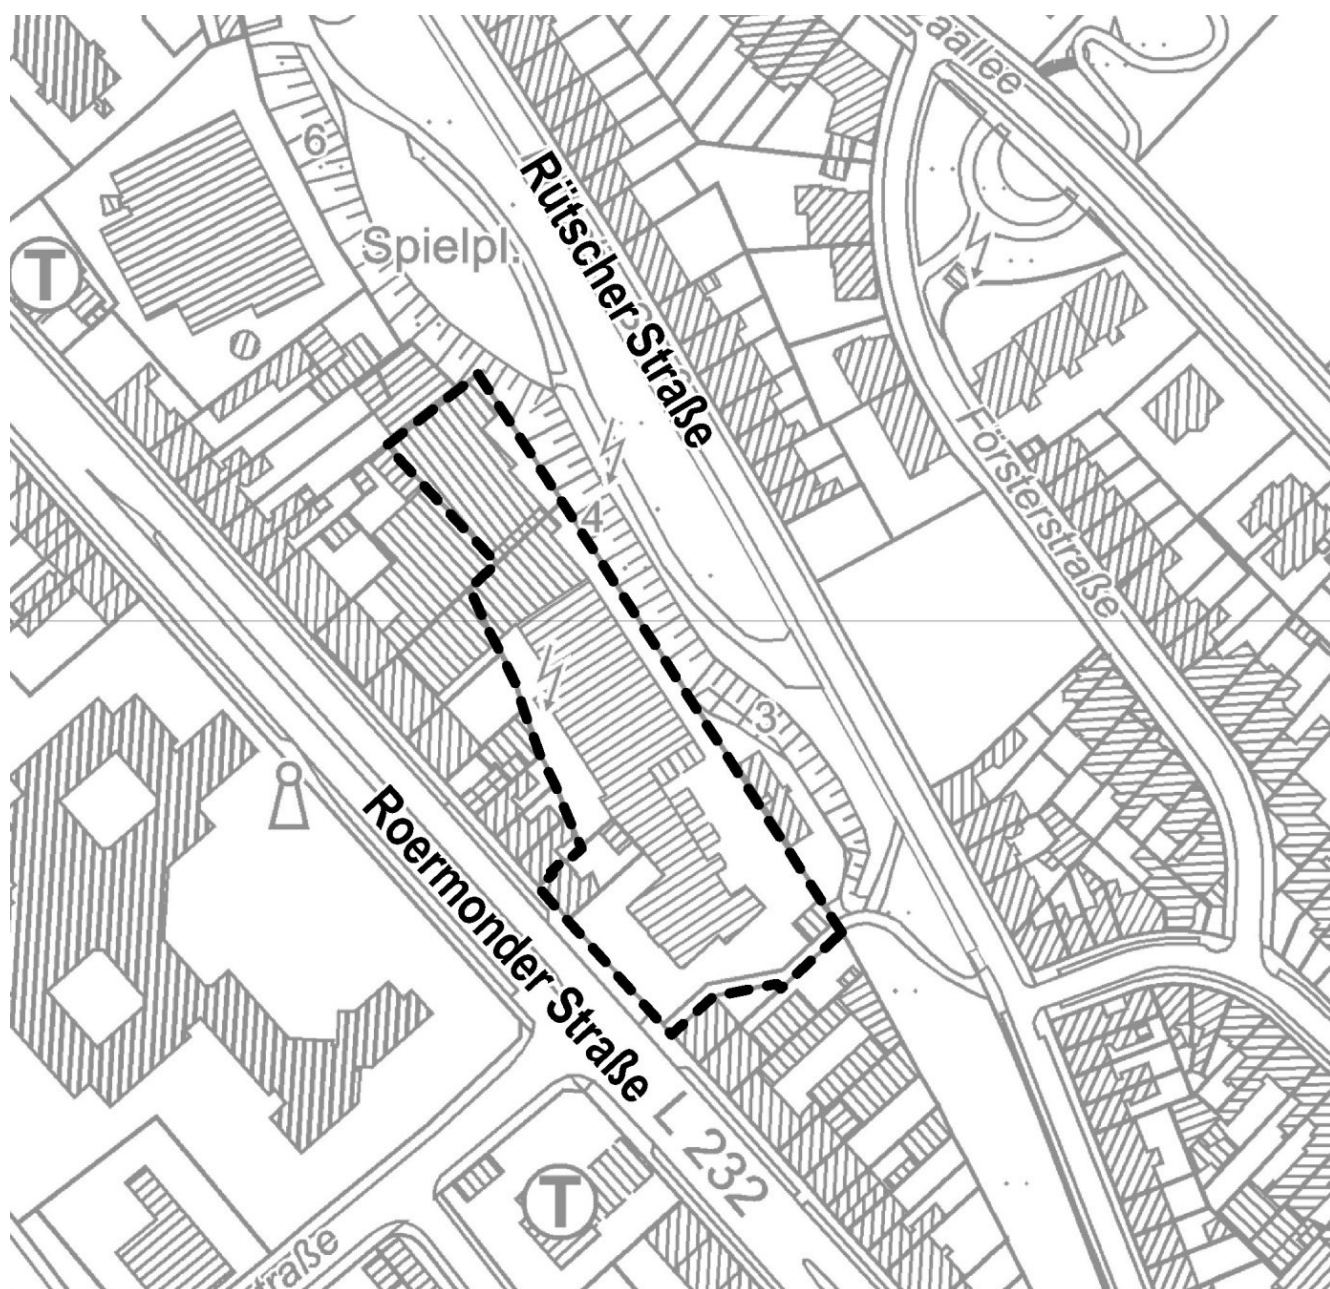 6
Spielpl.
T
Rütscher Straße
Försterstraße
4
3
Roermonder Straße
L 232
T